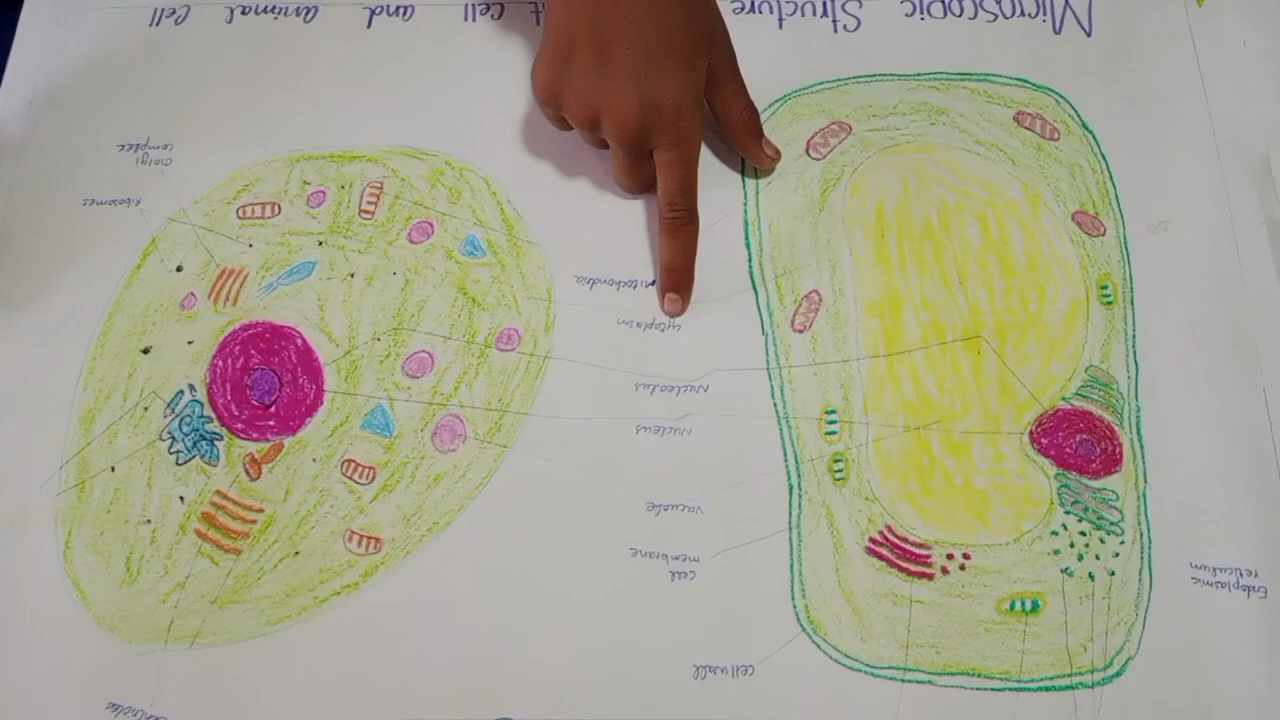 Microscopic Structure
t Cell and animal Cell
Golgi
complex
Ribosomes
Mitochondria
cytoplasm
Nucleolus
Nucleus
vacuole
cell
membrane
cell wall
Endoplasmic
reticulum